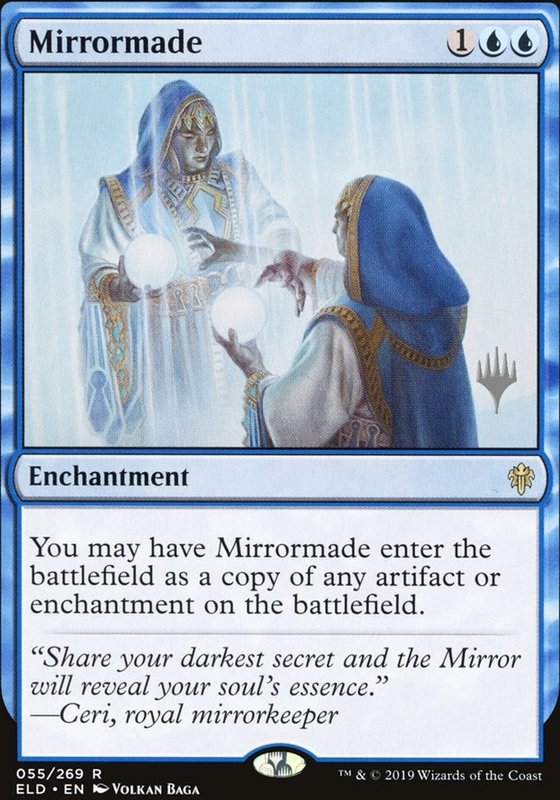 Mirrormade 1
Enchantment
You may have Mirrormade enter the
battlefield as a copy of any artifact or
enchantment on the battlefield.
“Share your darkest secret and the Mirror
will reveal your soul’s essence.”
—Ceri, royal mirrorkeeper
055/269 R
ELD • EN VOLKAN BAGA
™ & © 2019 Wizards of the Coast